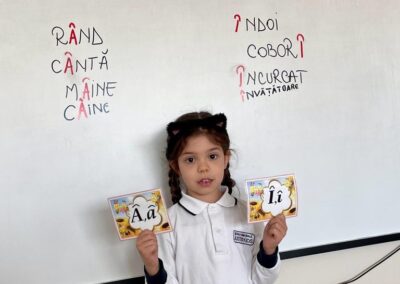 RÂND
CÂNTĂ
MÂINE
CÂINE
ÎNDOI
COBORÎ
ÎNCURCAT
ÎNVĂȚĂTOARE
Â,â
Î,î